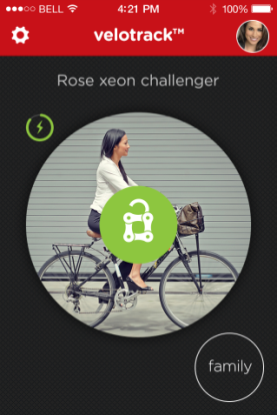 BELL 4:21 PM 100%
velotrack™
Rose xeon challenger
family